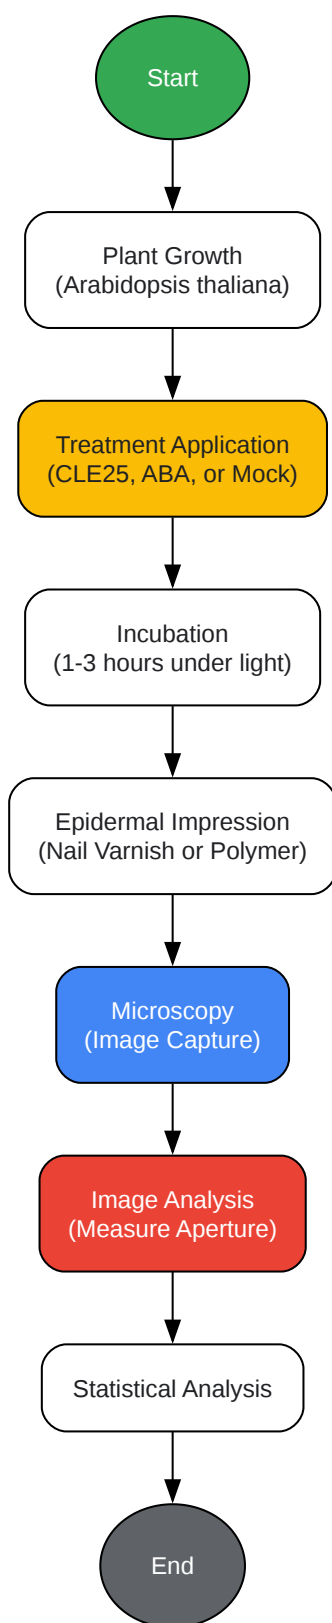 Start
Plant Growth
(Arabidopsis thaliana)
Treatment Application
(CLE25, ABA, or Mock)
Incubation
(1-3 hours under light)
Epidermal Impression
(Nail Varnish or Polymer)
Microscopy
(Image Capture)
Image Analysis
(Measure Aperture)
Statistical Analysis
End